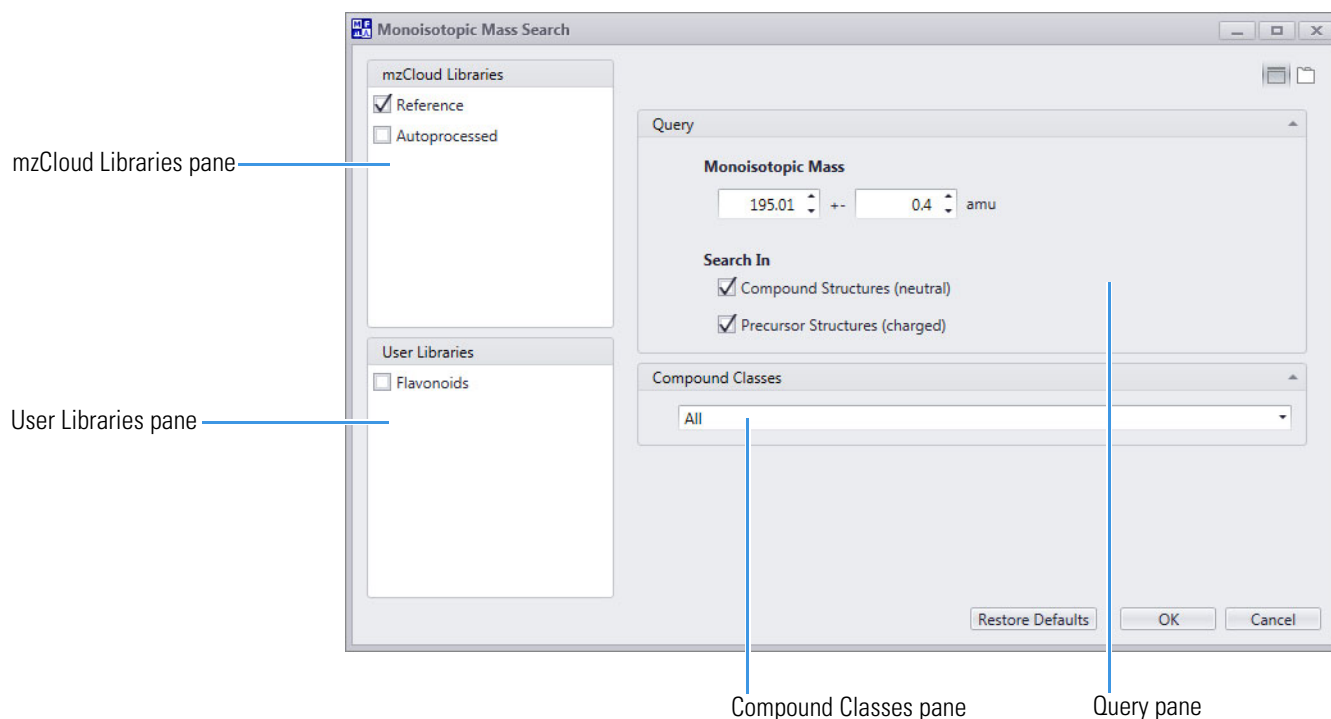 Monoisotopic Mass Search
mzCloud Libraries
Reference
Autoprocessed
mzCloud Libraries pane
User Libraries
Flavonoids
User Libraries pane
Query
Monoisotopic Mass
195.01 +- 0.4 amu
Search In
Compound Structures (neutral)
Precursor Structures (charged)
Compound Classes
All
Restore Defaults OK Cancel
Compound Classes pane Query pane